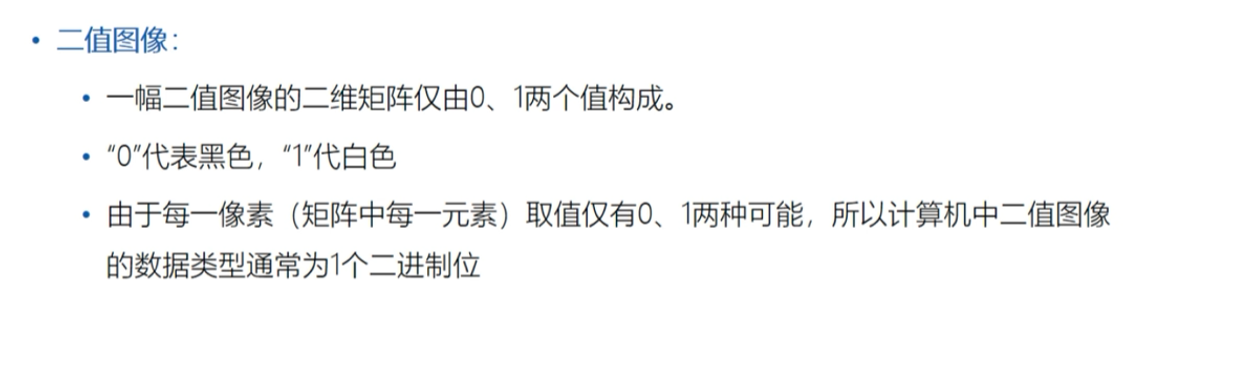 • 二值图像：
• 一幅二值图像的二维矩阵仅由0、1两个值构成。
• “0”代表黑色，“1”代白色
• 由于每一像素（矩阵中每一元素）取值仅有0、1两种可能，所以计算机中二值图像
的数据类型通常为1个二进制位